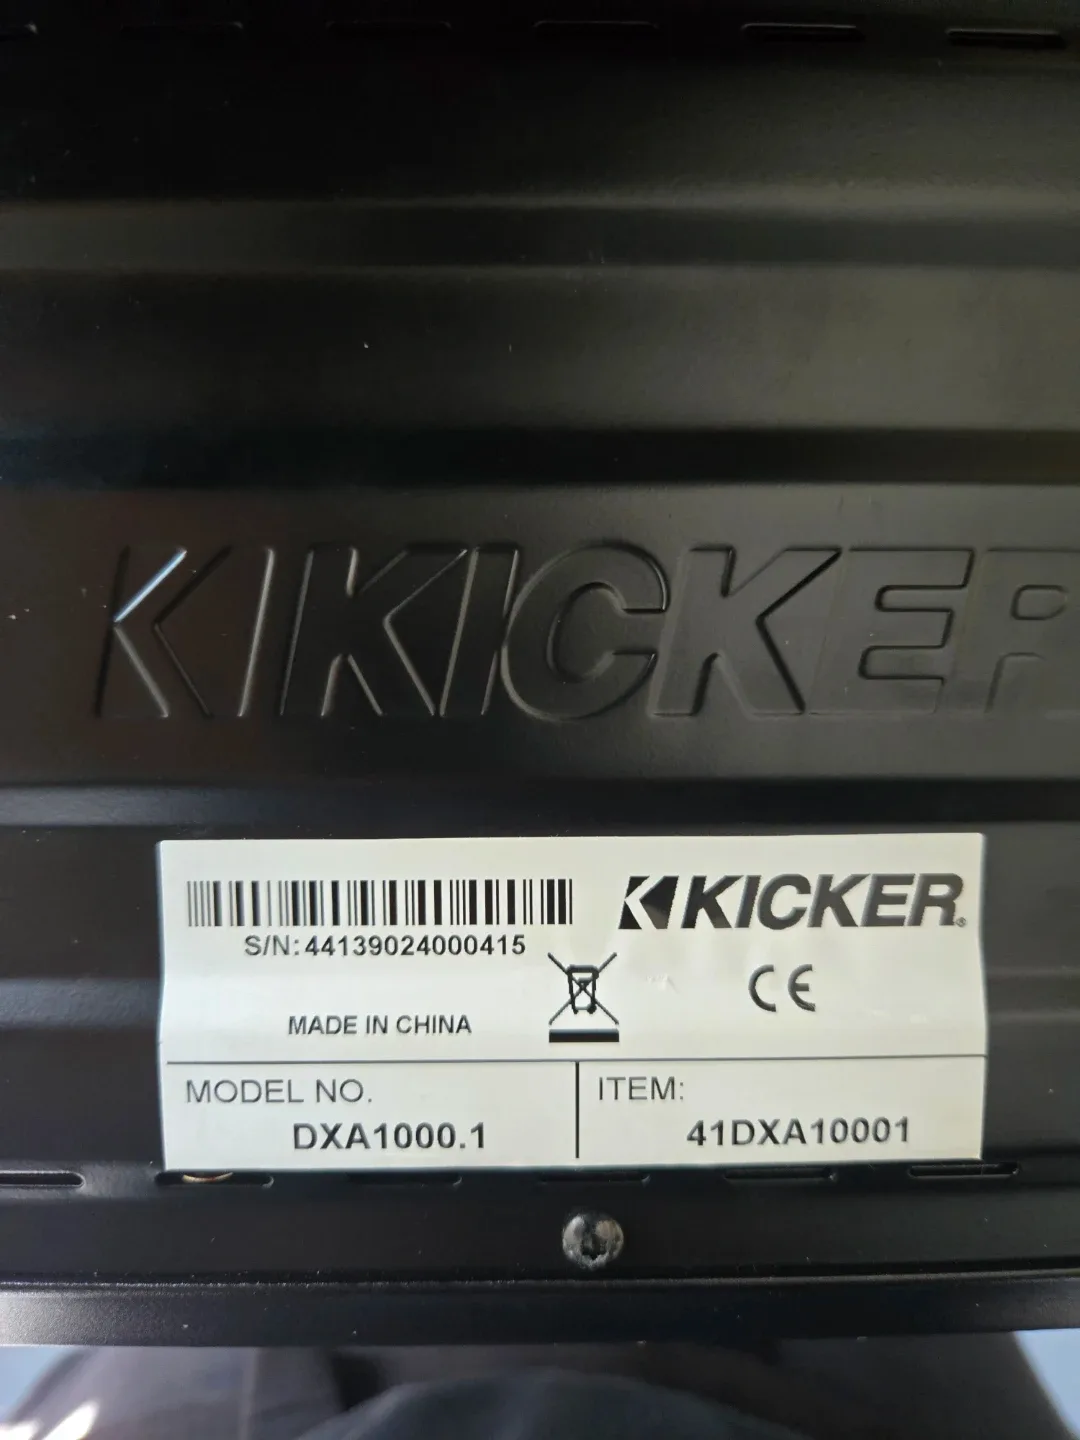 KICKER
KICKER®
S/N: 44139024000415
MADE IN CHINA
CE
MODEL NO.
DXA1000.1
ITEM:
41DXA10001